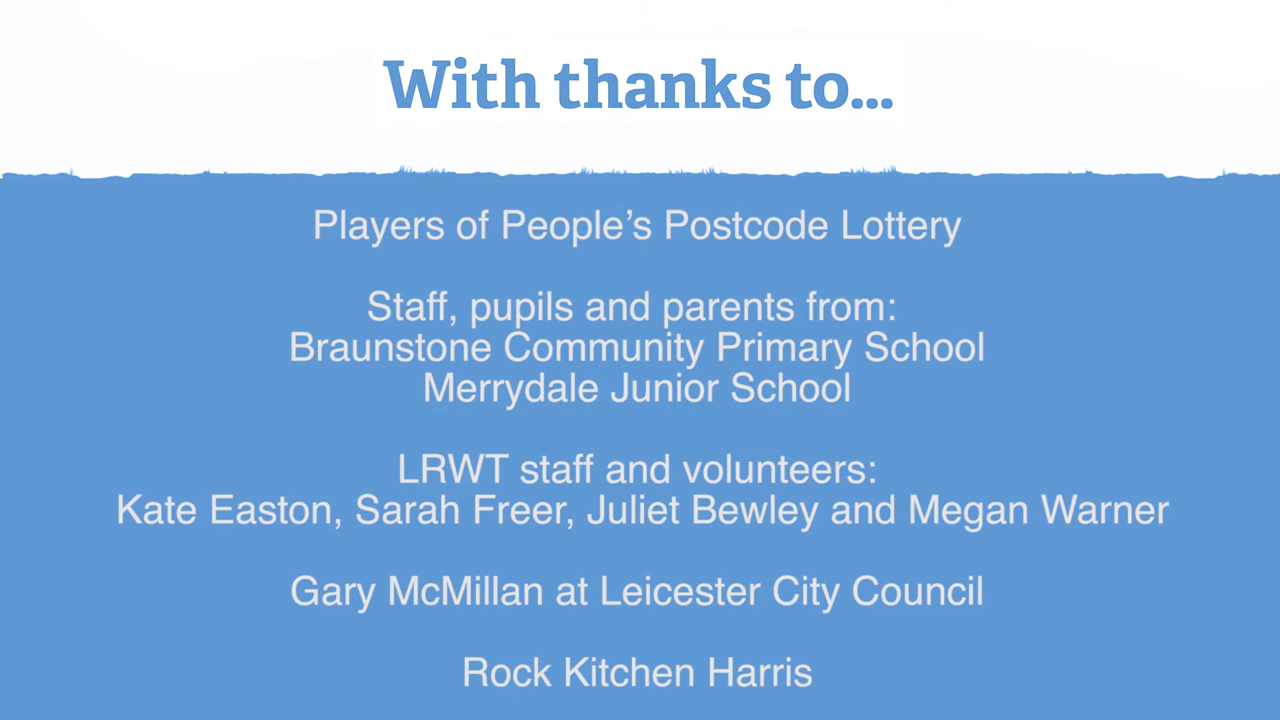 With thanks to...
Players of People’s Postcode Lottery
Staff, pupils and parents from:
Braunstone Community Primary School
Merrydale Junior School
LRWT staff and volunteers:
Kate Easton, Sarah Freer, Juliet Bewley and Megan Warner
Gary McMillan at Leicester City Council
Rock Kitchen Harris